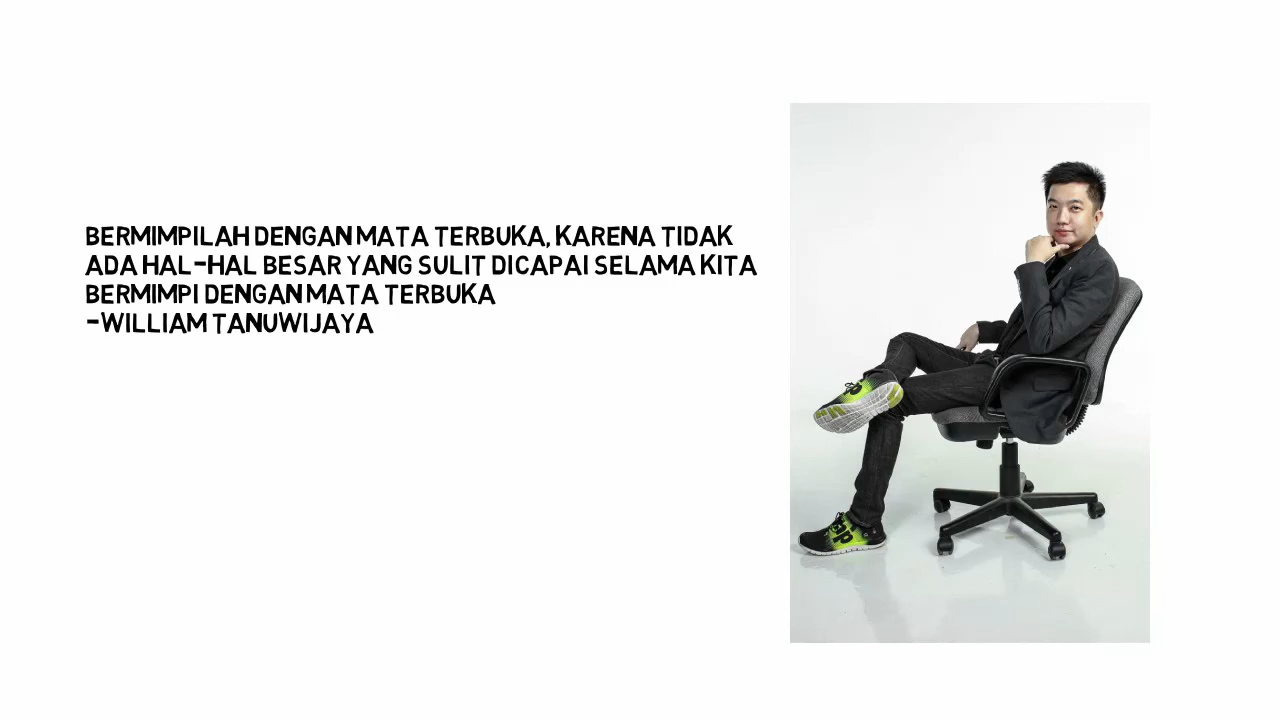 BERMIMPILAH DENGAN MATA TERBUKA, KARENA TIDAK
ADA HAL-HAL BESAR YANG SULIT DICAPAI SELAMA KITA
BERMIMPI DENGAN MATA TERBUKA
-WILLIAM TANUWIJAYA